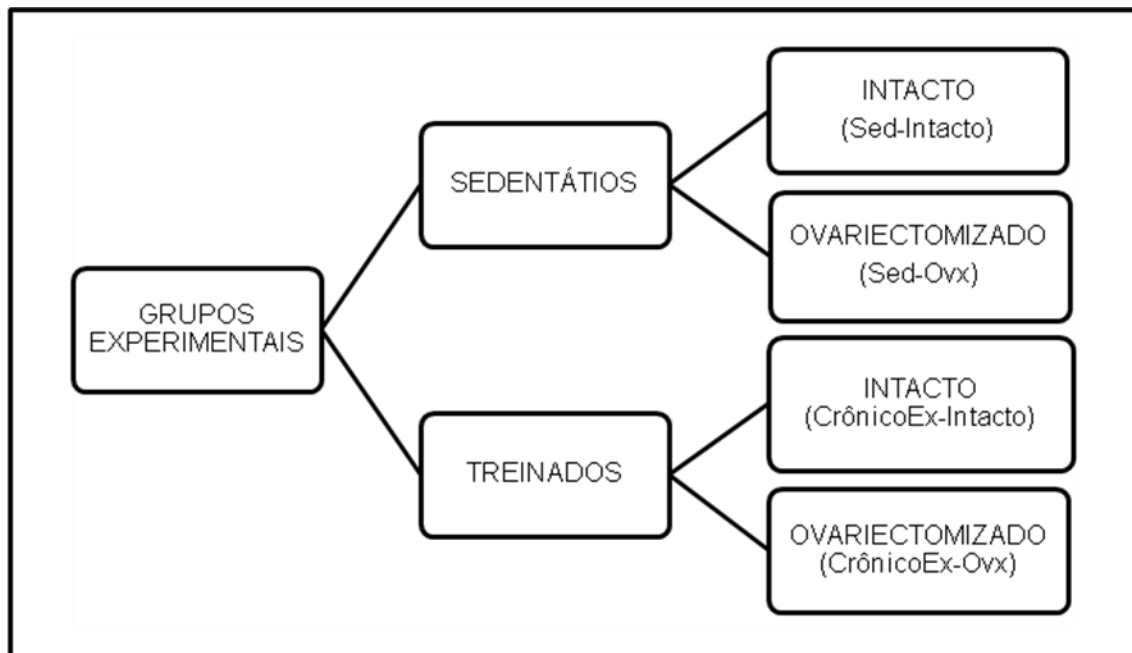 GRUPOS
EXPERIMENTAIS
SEDENTÁTIOS
INTACTO
(Sed-Intacto)
OVARIECTOMIZADO
(Sed-Ovx)
TREINADOS
INTACTO
(CrônicoEx-Intacto)
OVARIECTOMIZADO
(CrônicoEx-Ovx)